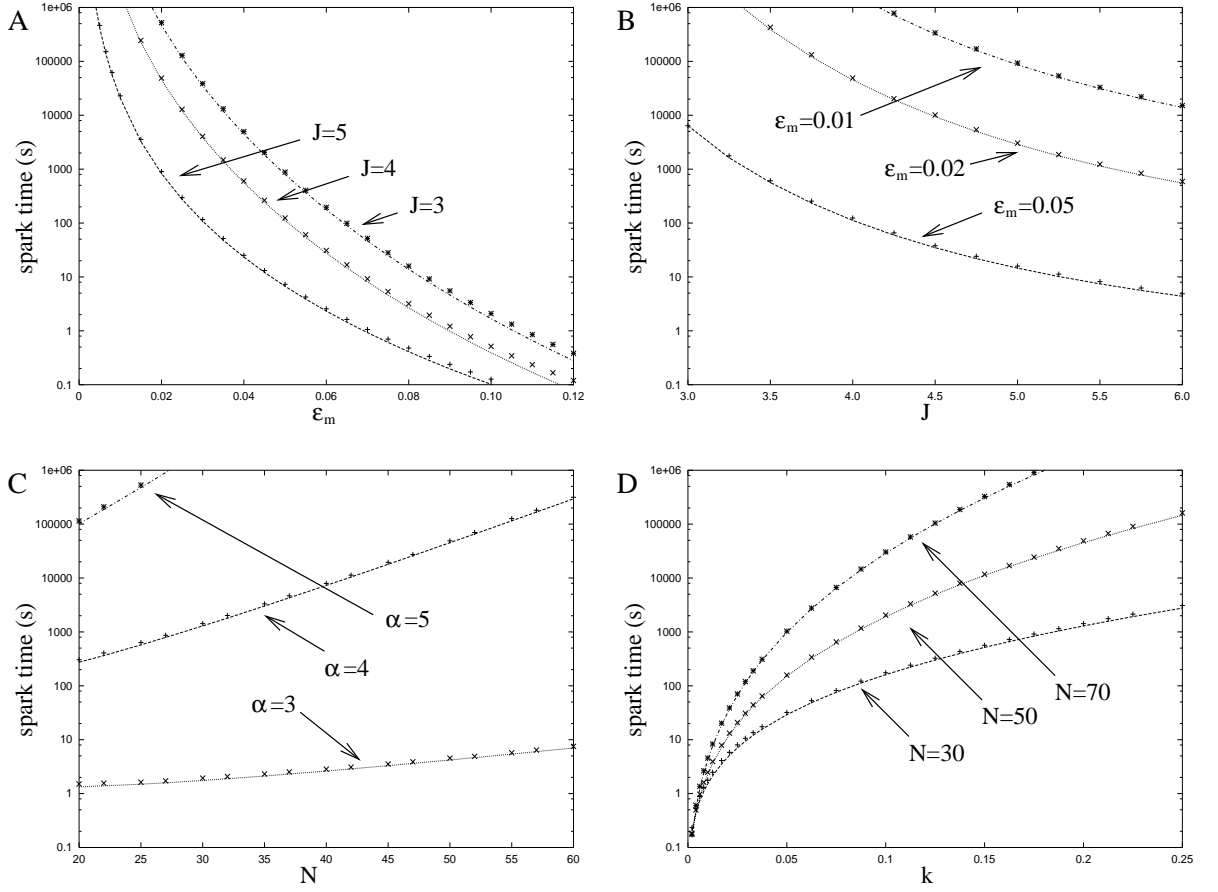 A
spark time (s)
1e+06
100000
10000
1000
100
10
1
0.1
J=5
J=4
J=3
0
0.02
0.04
0.06
0.08
0.10
0.12
ε_m
B
spark time (s)
1e+06
100000
10000
1000
100
10
1
0.1
ε_m=0.01
ε_m=0.02
ε_m=0.05
3.0
3.5
4.0
4.5
5.0
5.5
6.0
J
C
spark time (s)
1e+06
100000
10000
1000
100
10
1
0.1
α=5
α=4
α=3
20
25
30
35
40
45
50
55
60
N
D
spark time (s)
1e+06
100000
10000
1000
100
10
1
0.1
N=70
N=50
N=30
0
0.05
0.1
0.15
0.2
0.25
k